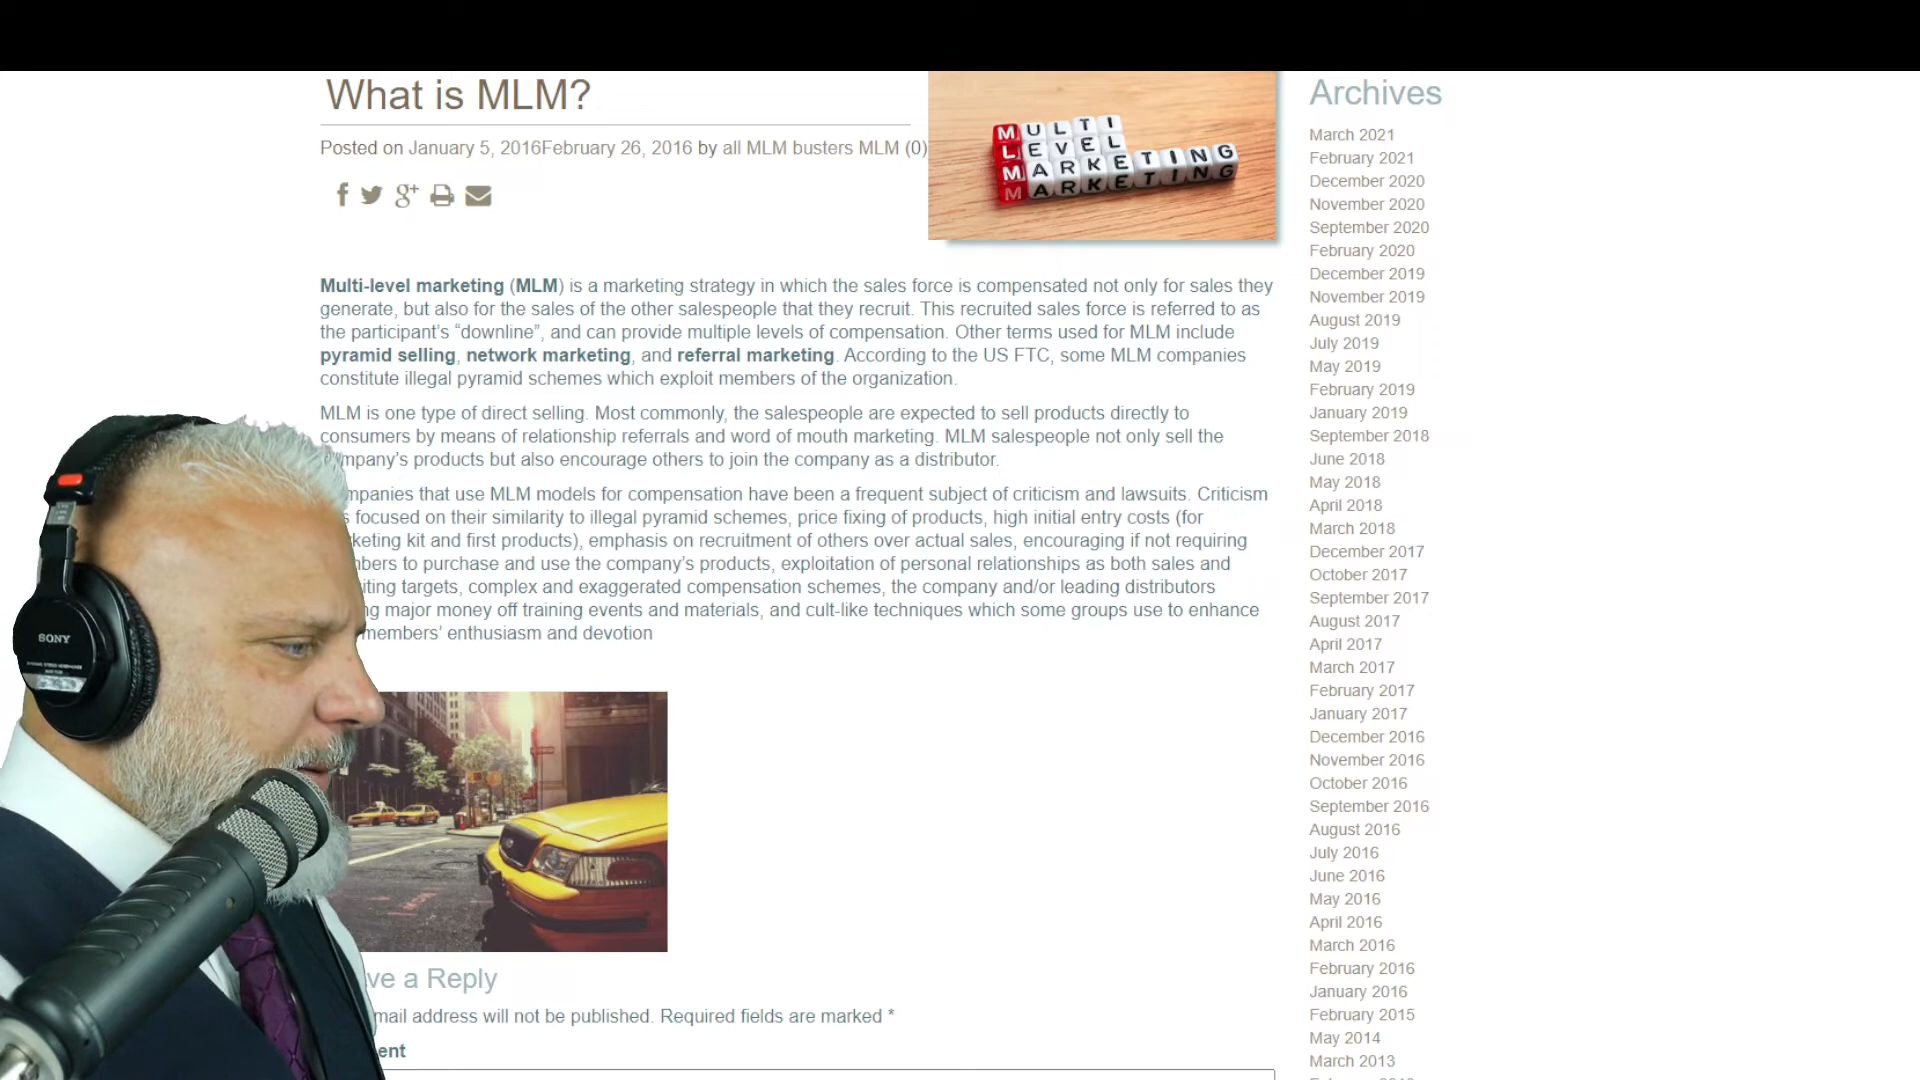 What is MLM?
Posted on January 5, 2016February 26, 2016 by all MLM busters MLM (0)
MULTI
LEVEL
MARKETING
MARKETING
Multi-level marketing (MLM) is a marketing strategy in which the sales force is compensated not only for sales they
generate, but also for the sales of the other salespeople that they recruit. This recruited sales force is referred to as
the participant’s “downline”, and can provide multiple levels of compensation. Other terms used for MLM include
pyramid selling, network marketing, and referral marketing. According to the US FTC, some MLM companies
constitute illegal pyramid schemes which exploit members of the organization.
MLM is one type of direct selling. Most commonly, the salespeople are expected to sell products directly to
consumers by means of relationship referrals and word of mouth marketing. MLM salespeople not only sell the
mpany’s products but also encourage others to join the company as a distributor.
mpanies that use MLM models for compensation have been a frequent subject of criticism and lawsuits. Criticism
focused on their similarity to illegal pyramid schemes, price fixing of products, high initial entry costs (for
keting kit and first products), emphasis on recruitment of others over actual sales, encouraging if not requiring
bers to purchase and use the company’s products, exploitation of personal relationships as both sales and
iting targets, complex and exaggerated compensation schemes, the company and/or leading distributors
g major money off training events and materials, and cult-like techniques which some groups use to enhance
members’ enthusiasm and devotion
SONY
ve a Reply
mail address will not be published. Required fields are marked *
ent
Archives
March 2021
February 2021
December 2020
November 2020
September 2020
February 2020
December 2019
November 2019
August 2019
July 2019
May 2019
February 2019
January 2019
September 2018
June 2018
May 2018
April 2018
March 2018
December 2017
October 2017
September 2017
August 2017
April 2017
March 2017
February 2017
January 2017
December 2016
November 2016
October 2016
September 2016
August 2016
July 2016
June 2016
May 2016
April 2016
March 2016
February 2016
January 2016
February 2015
May 2014
March 2013